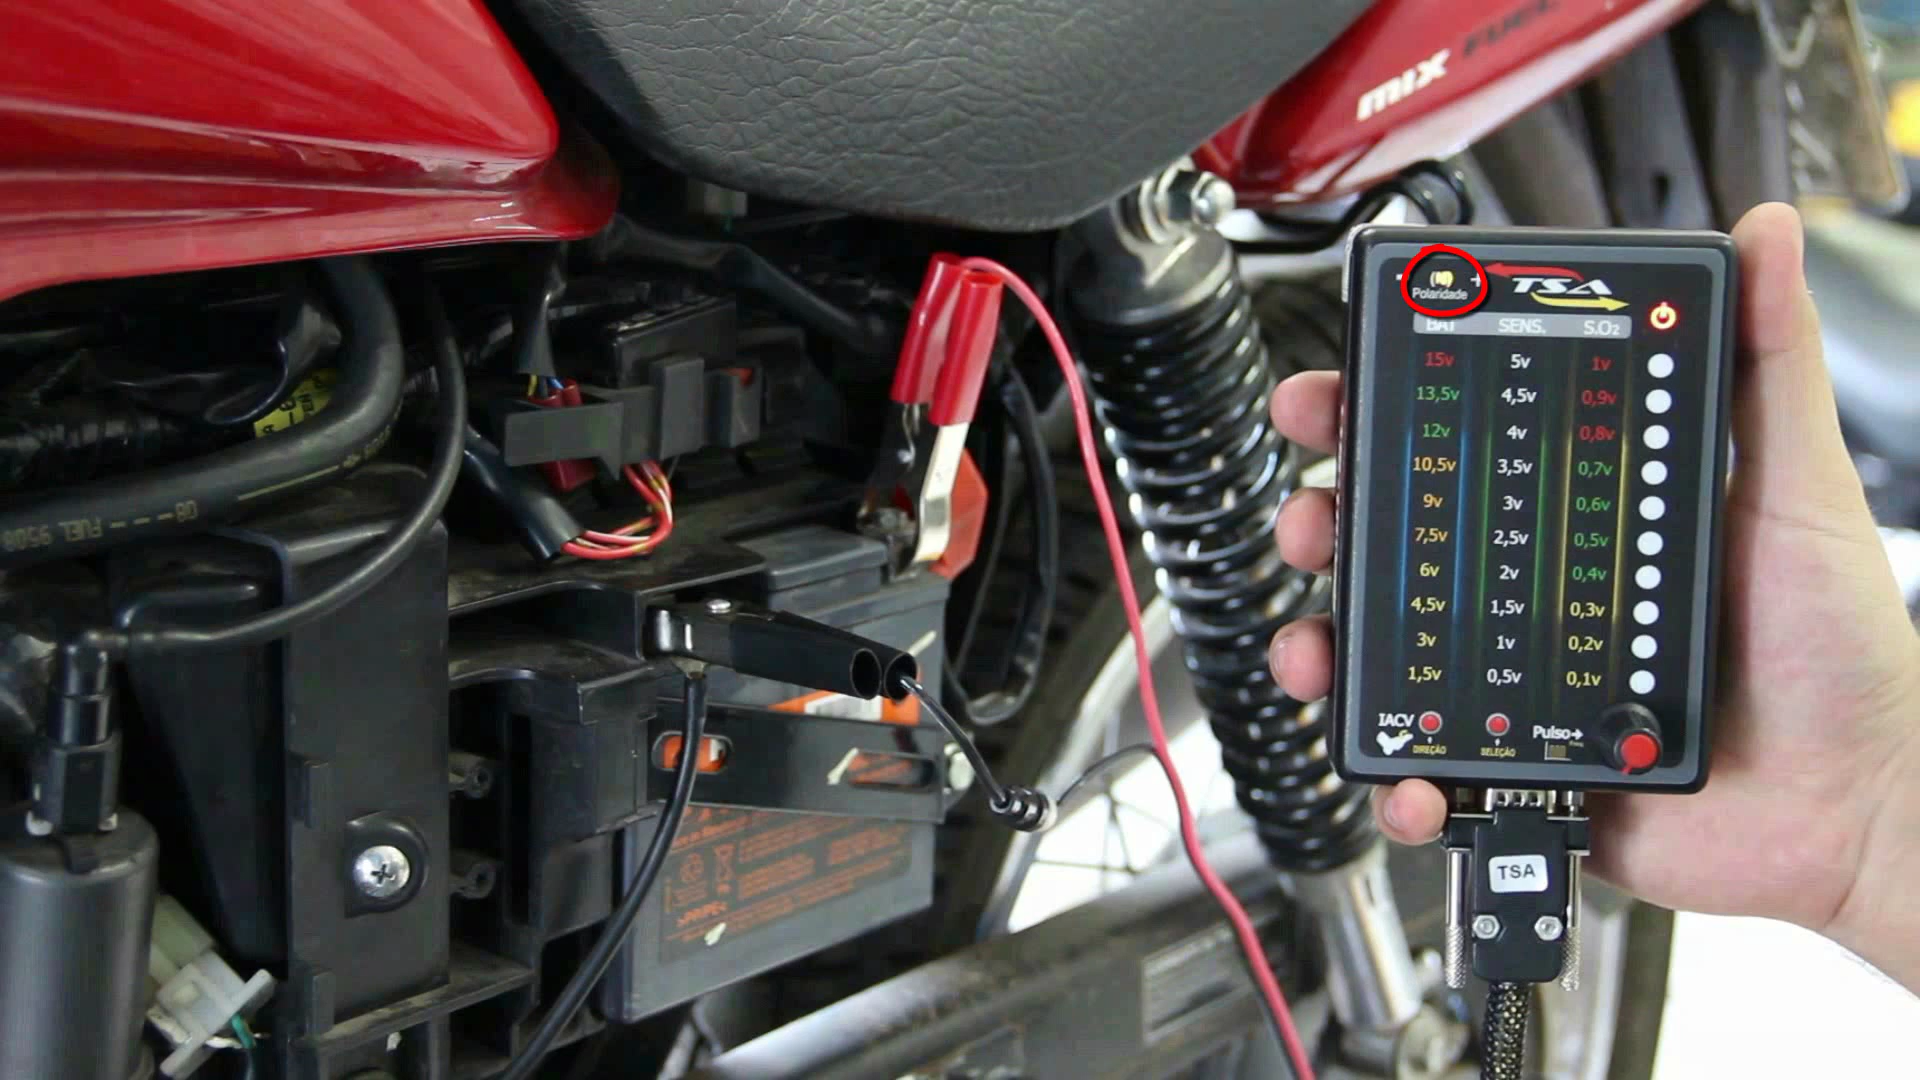 MIX FUEL
- +
Polaridade
TSA
BAT SENS. S.O2
15v 5v 1v
13,5v 4,5v 0,9v
12v 4v 0,8v
10,5v 3,5v 0,7v
9v 3v 0,6v
7,5v 2,5v 0,5v
6v 2v 0,4v
4,5v 1,5v 0,3v
3v 1v 0,2v
1,5v 0,5v 0,1v
IACV
DIREÇÃO
SELEÇÃO
Pulso
TSA